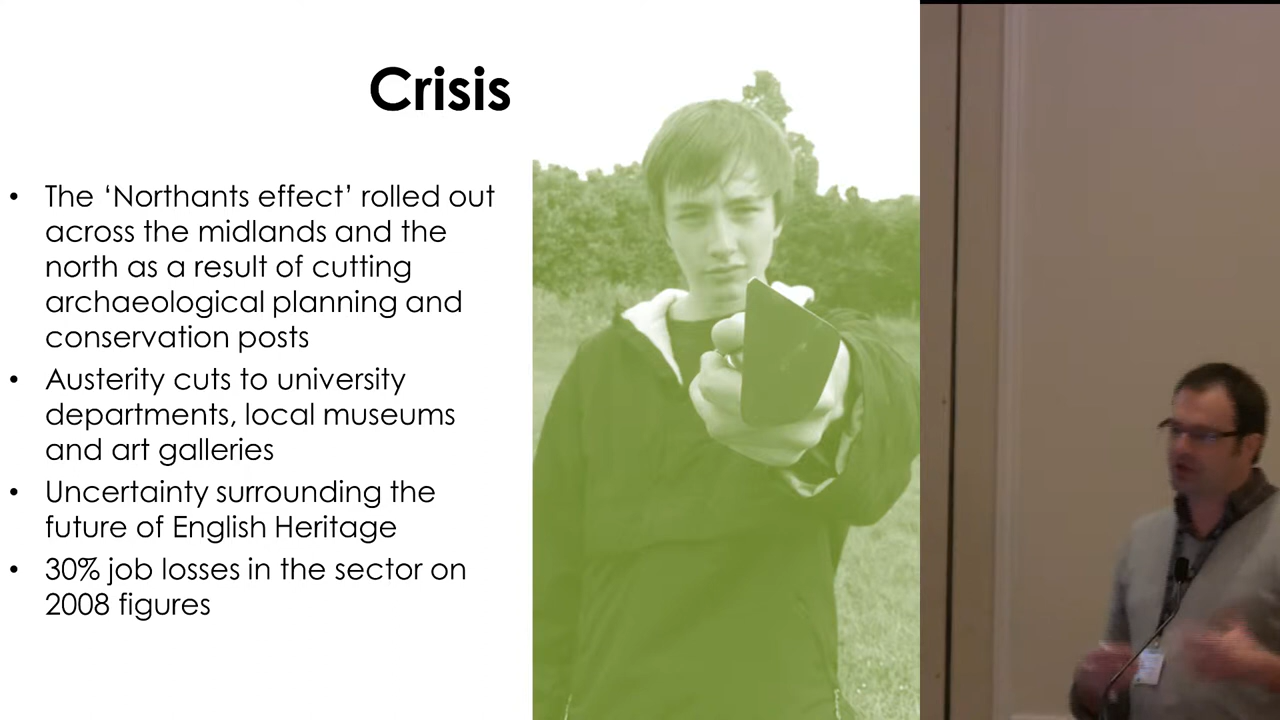 Crisis
• The ‘Northants effect’ rolled out
across the midlands and the
north as a result of cutting
archaeological planning and
conservation posts
• Austerity cuts to university
departments, local museums
and art galleries
• Uncertainty surrounding the
future of English Heritage
• 30% job losses in the sector on
2008 figures